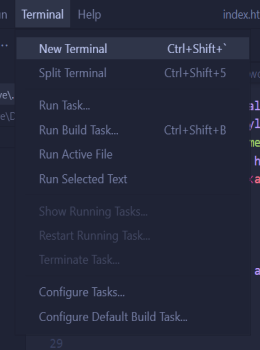 Terminal Help index.ht
New Terminal Ctrl+Shift+`
Split Terminal Ctrl+Shift+5
Run Task...
Run Build Task... Ctrl+Shift+B
Run Active File
Run Selected Text
Show Running Tasks...
Restart Running Task...
Terminate Task...
Configure Tasks...
Configure Default Build Task...
29